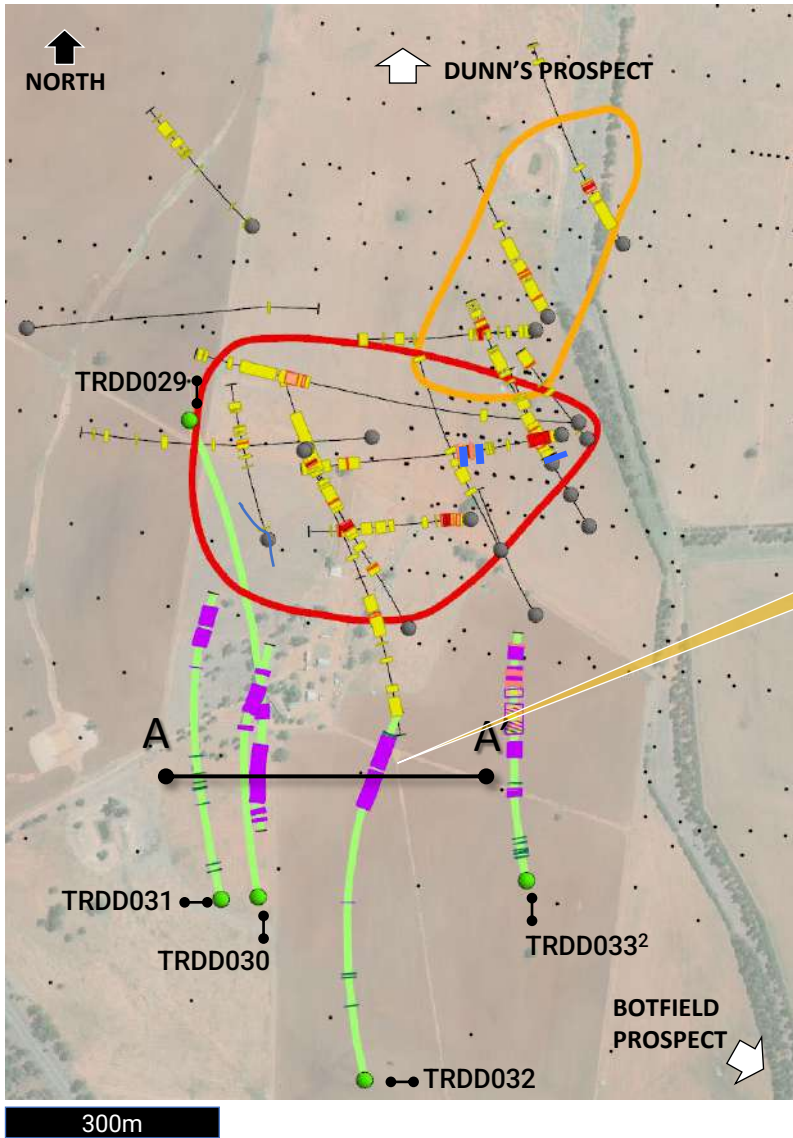 NORTH
DUNN'S PROSPECT
TRDD029
A
A'
TRDD031
TRDD030
TRDD033²
BOTFIELD
PROSPECT
TRDD032
300m